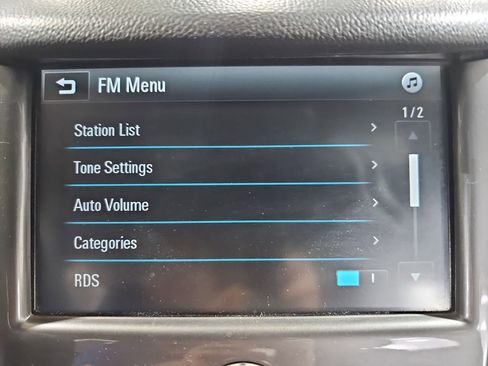 FM Menu
1/2
Station List
Tone Settings
Auto Volume
Categories
RDS